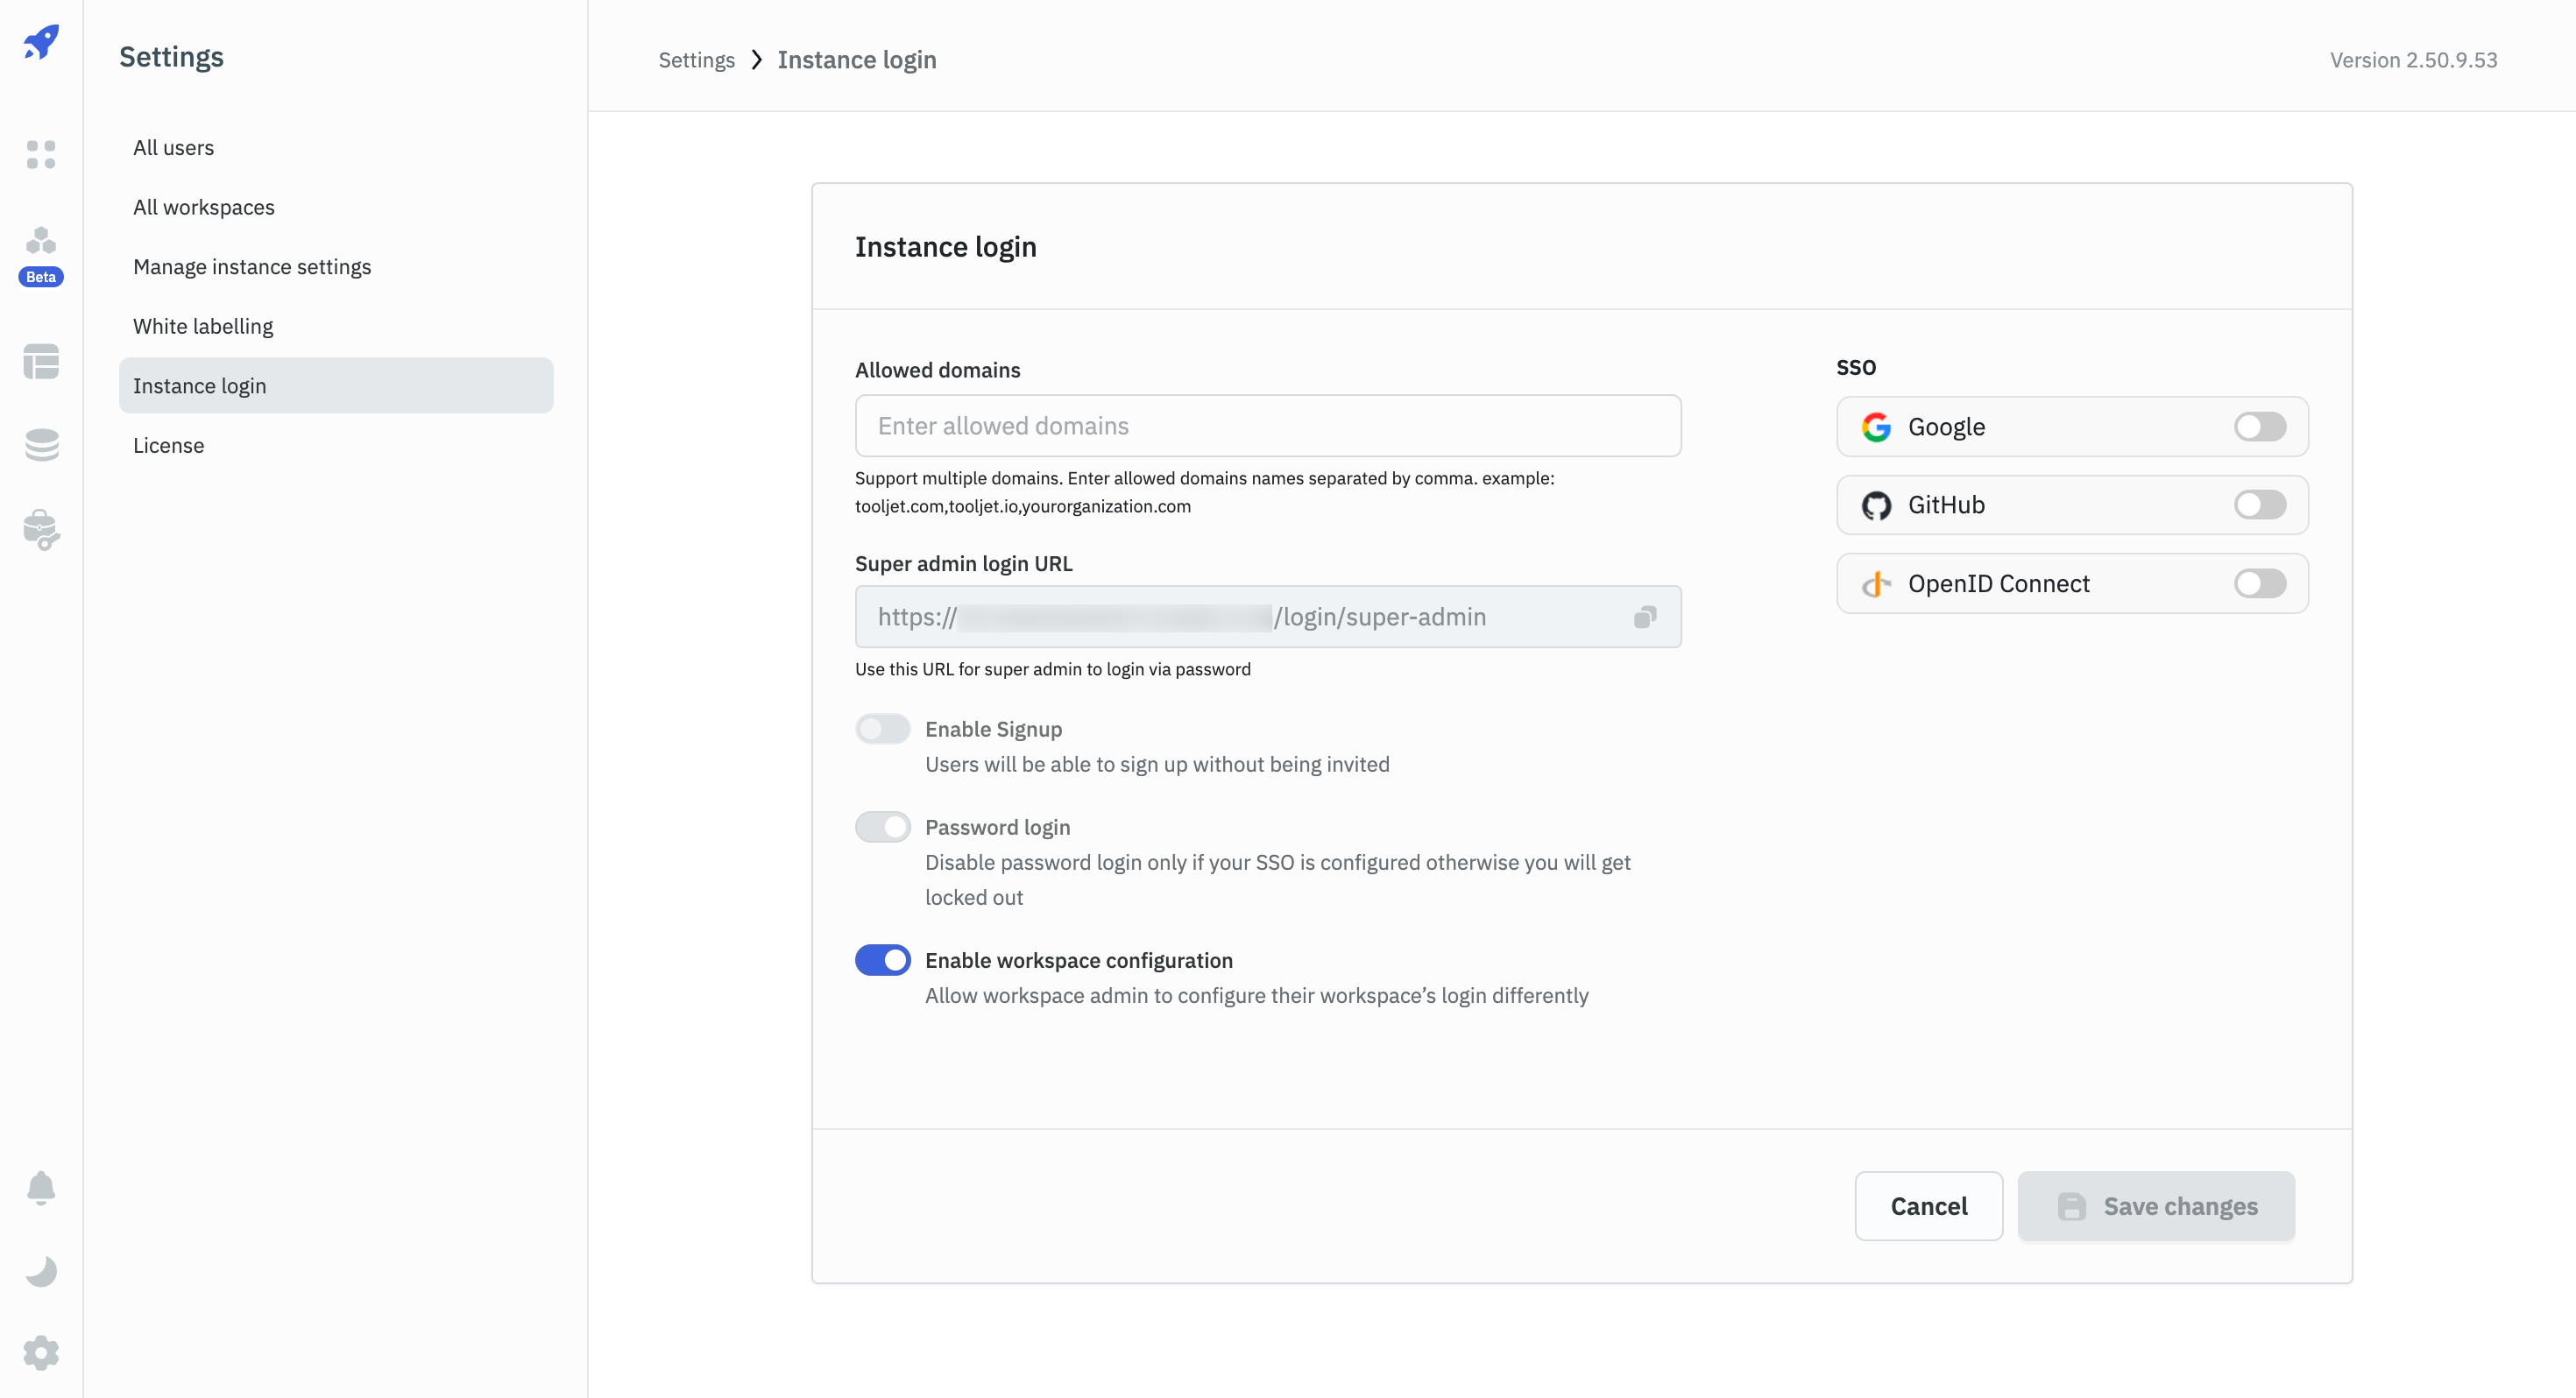 Settings
Beta
All users
All workspaces
Manage instance settings
White labelling
Instance login
License
Settings
Instance login
Version 2.50.9.53
Instance login
Allowed domains
Enter allowed domains
Support multiple domains. Enter allowed domains names separated by comma. example:
tooljet.com,tooljet.io,yourorganization.com
Super admin login URL
https:// /login/super-admin
Use this URL for super admin to login via password
Enable Signup
Users will be able to sign up without being invited
Password login
Disable password login only if your SSO is configured otherwise you will get
locked out
Enable workspace configuration
Allow workspace admin to configure their workspace’s login differently
SSO
Google
GitHub
OpenID Connect
Cancel
Save changes